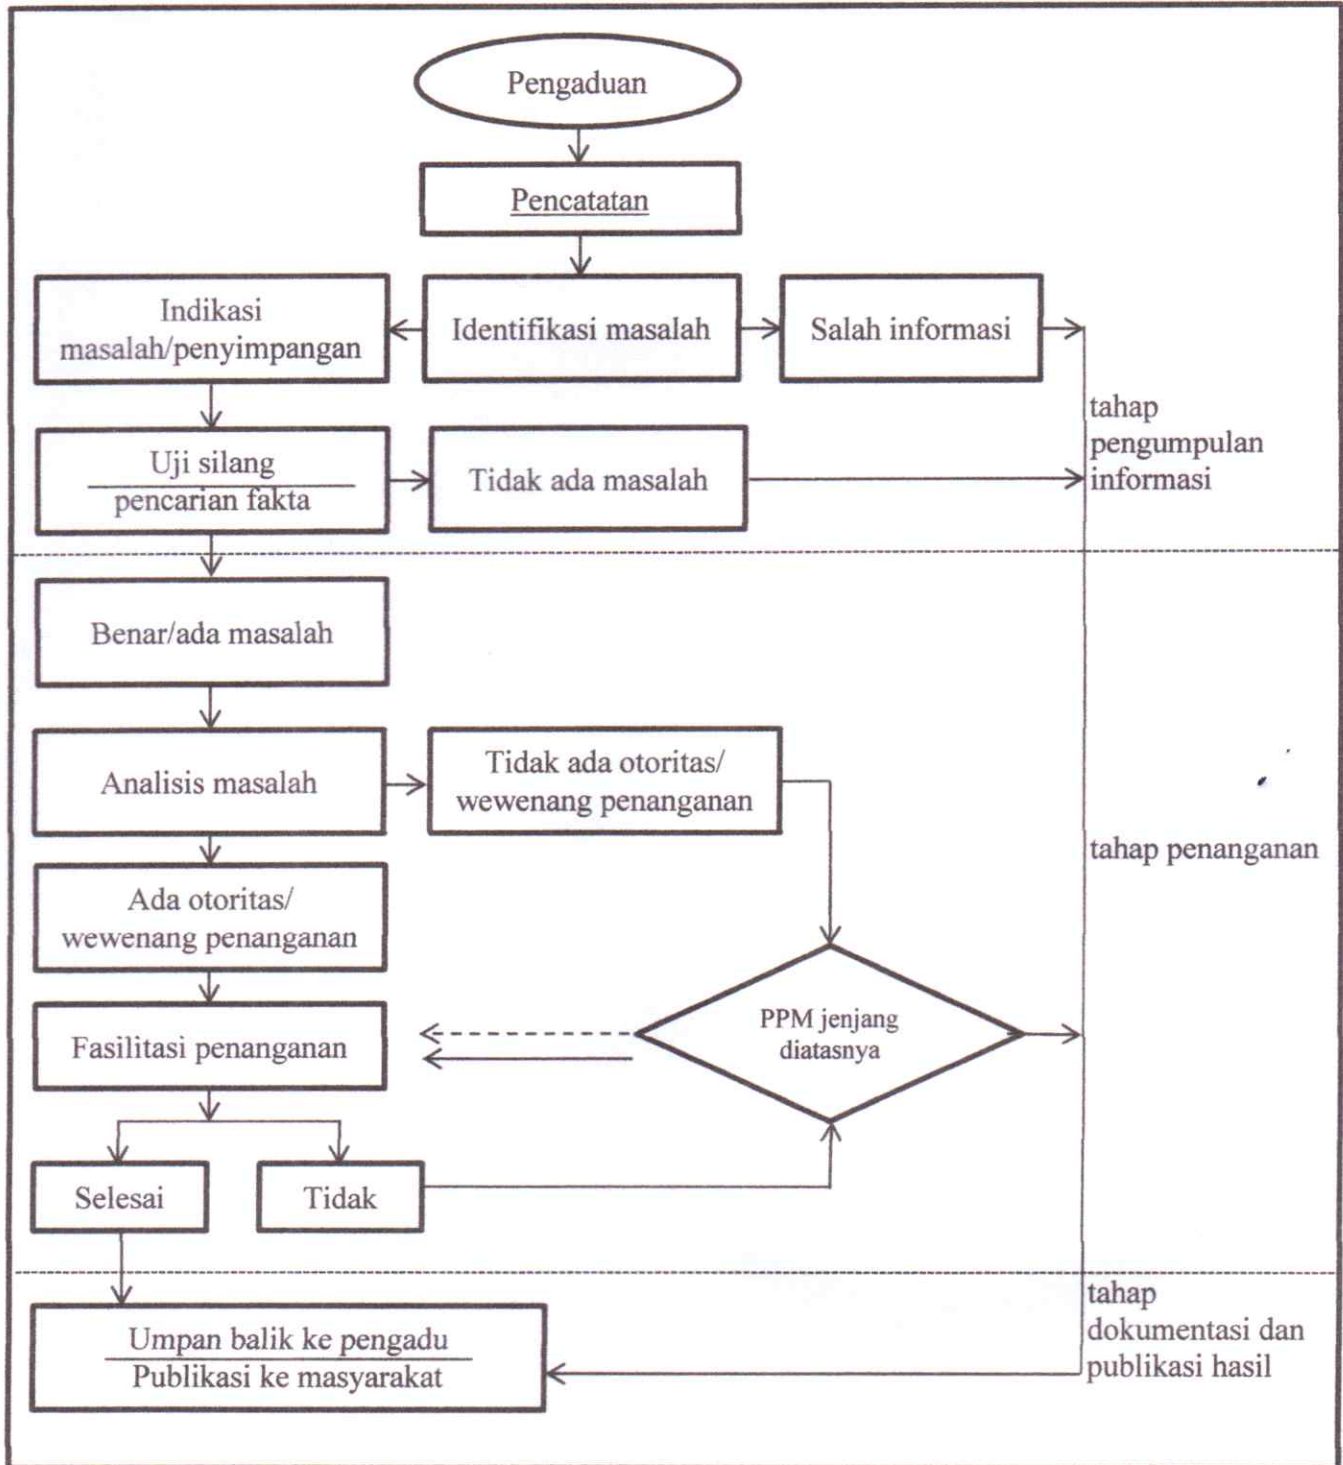 Pengaduan
Pencatatan
Indikasi
masalah/penyimpangan
Identifikasi masalah
Salah informasi
tahap
pengumpulan
informasi
Uji silang
pencarian fakta
Tidak ada masalah
Benar/ada masalah
Analisis masalah
Tidak ada otoritas/
wewenang penanganan
tahap penanganan
Ada otoritas/
wewenang penanganan
Fasilitasi penanganan
PPM jenjang
diatasnya
Selesai
Tidak
Umpan balik ke pengadu
Publikasi ke masyarakat
tahap
dokumentasi dan
publikasi hasil